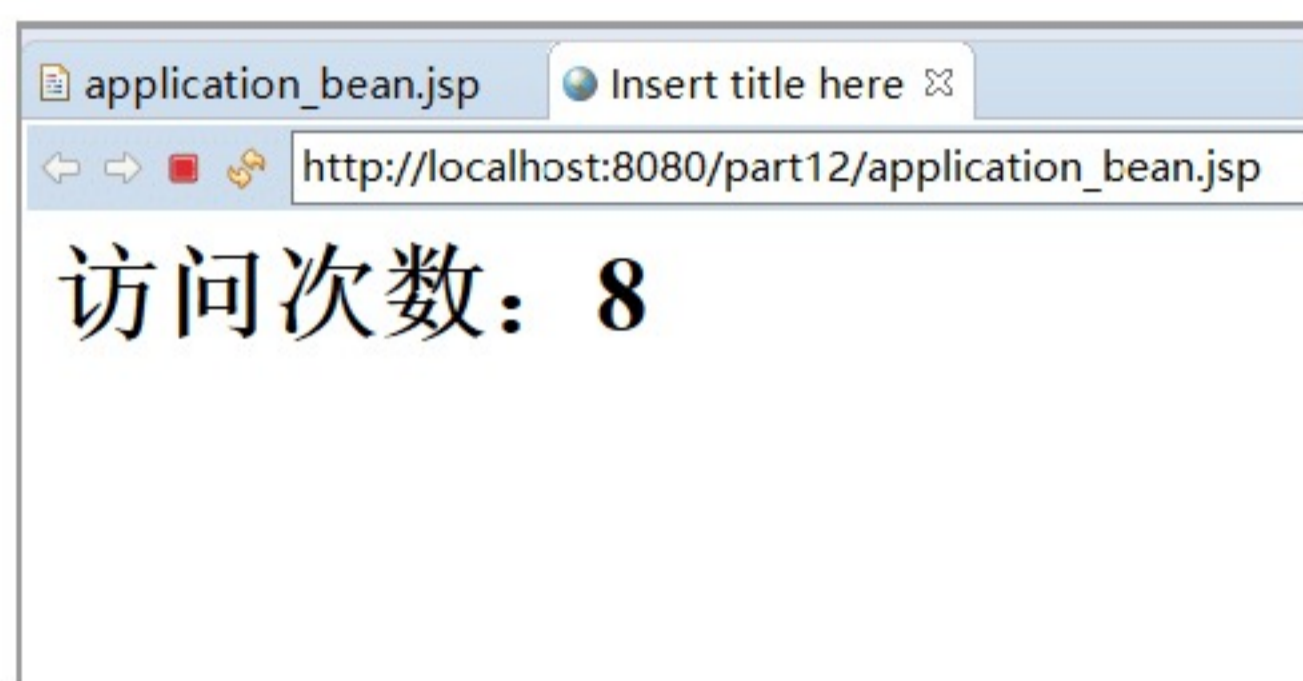 application_bean.jsp Insert title here
http://localhost:8080/part12/application_bean.jsp
访问次数：8